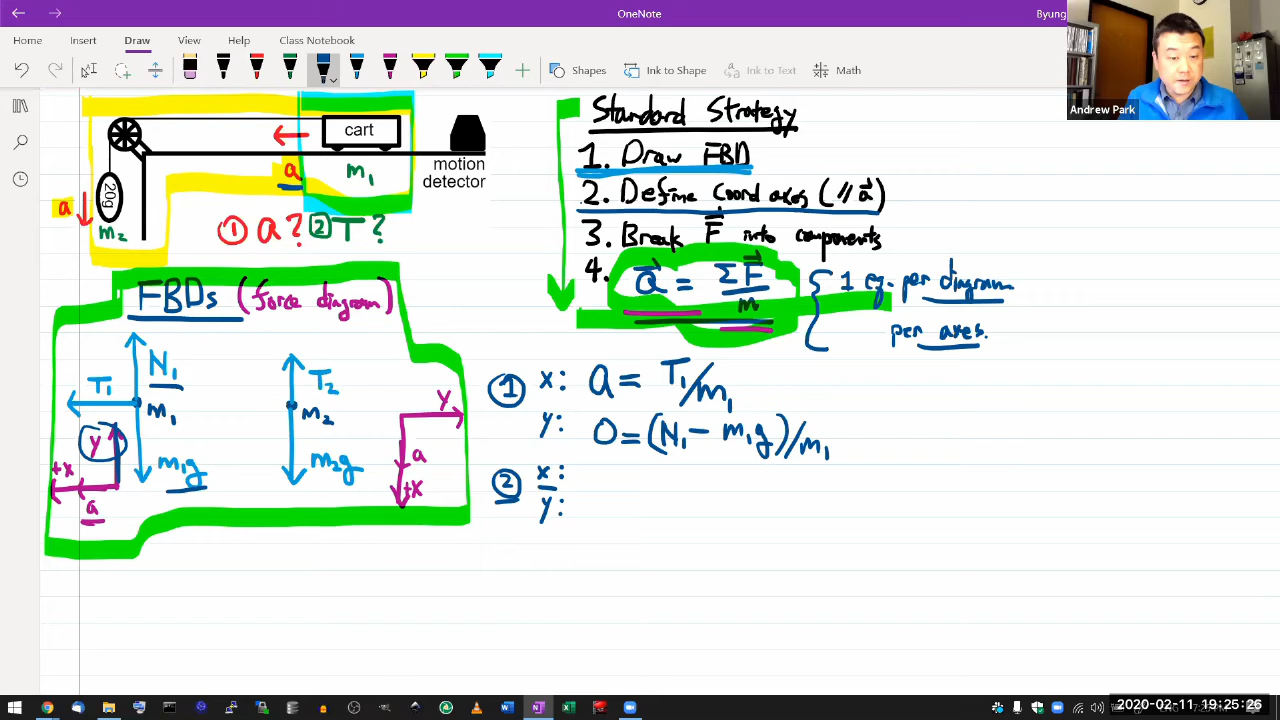 OneNote
Byung
Home Insert Draw View Help Class Notebook
Shapes Ink to Shape Ink to Text Math
Andrew Park
cart
20g
m₁
m₂
a
a
motion
detector
① a? ② T?
Standard Strategy
1. Draw FBD
2. Define Coord axes (// a⃗)
3. Break F⃗ into components
4. a⃗ = ΣF⃗/m { 1 eq. per diagram
per axes.
FBDs (force diagram)
N₁
T₁
m₁
m₁g
y
+x
a
T₂
m₂
m₂g
y
a
+x
① x: a = T₁/m₁
y: 0 = (N₁ - m₁g)/m₁
② x:
y:
2020-02-11 19:25:26